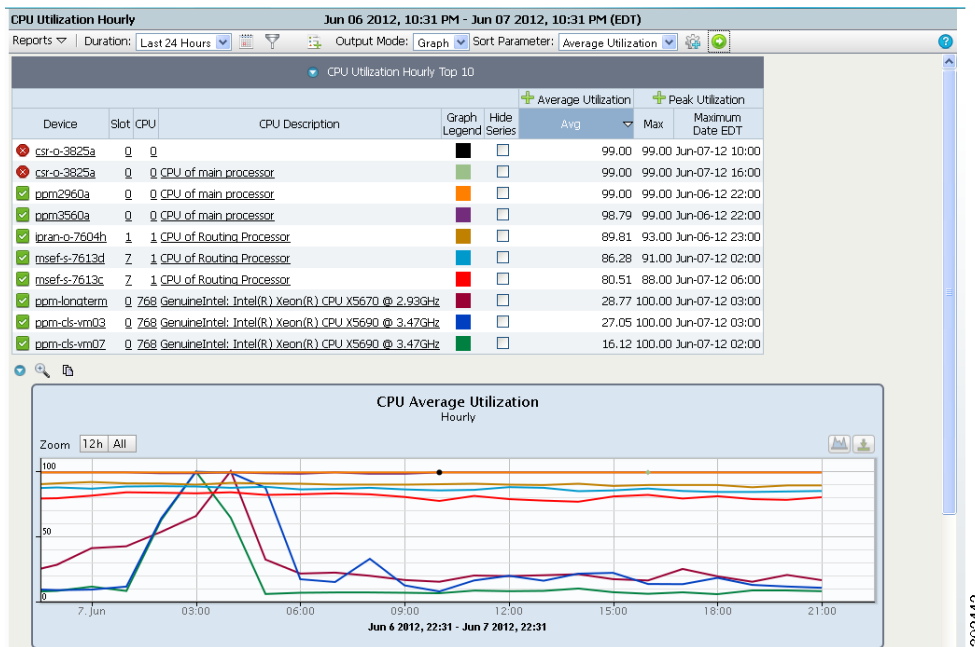 CPU Utilization Hourly Jun 06 2012, 10:31 PM - Jun 07 2012, 10:31 PM (EDT)
Reports Duration: Last 24 Hours Output Mode: Graph Sort Parameter: Average Utilization
CPU Utilization Hourly Top 10
Average Utilization Peak Utilization
Device Slot CPU CPU Description Graph Legend Hide Series Avg Max Maximum Date EDT
csr-o-3825a 0 0 99.00 99.00 Jun-07-12 10:00
csr-o-3825a 0 0 CPU of main processor 99.00 99.00 Jun-07-12 16:00
ppm2960a 0 0 CPU of main processor 99.00 99.00 Jun-06-12 22:00
ppm3560a 0 0 CPU of main processor 98.79 99.00 Jun-06-12 22:00
ipran-o-7604h 1 1 CPU of Routing Processor 89.81 93.00 Jun-06-12 23:00
msef-s-7613d 7 1 CPU of Routing Processor 86.28 91.00 Jun-07-12 02:00
msef-s-7613c 7 1 CPU of Routing Processor 80.51 88.00 Jun-07-12 06:00
ppm-longterm 0 768 GenuineIntel: Intel(R) Xeon(R) CPU X5670 @ 2.93GHz 28.77 100.00 Jun-07-12 03:00
ppm-cls-vm03 0 768 GenuineIntel: Intel(R) Xeon(R) CPU X5690 @ 3.47GHz 27.05 100.00 Jun-07-12 03:00
ppm-cls-vm07 0 768 GenuineIntel: Intel(R) Xeon(R) CPU X5690 @ 3.47GHz 16.12 100.00 Jun-07-12 02:00
CPU Average Utilization
Hourly
Zoom 12h All
100
50
0
7. Jun 03:00 06:00 09:00 12:00 15:00 18:00 21:00
Jun 6 2012, 22:31 - Jun 7 2012, 22:31